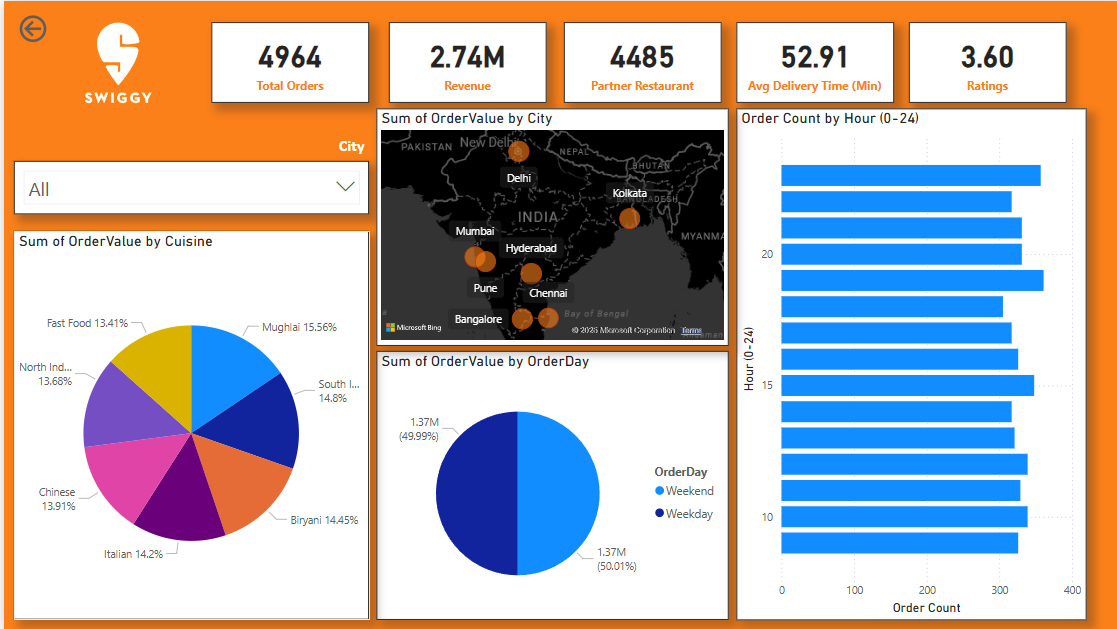 SWIGGY
4964
Total Orders
2.74M
Revenue
4485
Partner Restaurant
52.91
Avg Delivery Time (Min)
3.60
Ratings
City
All
Sum of OrderValue by Cuisine
Fast Food 13.41%
Mughlai 15.56%
North Ind...
13.68%
South I...
14.8%
Chinese
13.91%
Biryani 14.45%
Italian 14.2%
Sum of OrderValue by City
PAKISTAN
New Delhi
NEPAL
BHUTAN
Delhi
Kolkata
BANGLADESH
INDIA
Mumbai
MYANMA
Hyderabad
Pune
Chennai
Bangalore
Bay of Bengal
Microsoft Bing
© 2025 Microsoft Corporation Terms
Sum of OrderValue by OrderDay
1.37M
(49.99%)
OrderDay
Weekend
Weekday
1.37M
(50.01%)
Order Count by Hour (0-24)
Hour (0-24)
20
15
10
0 100 200 300 400
Order Count